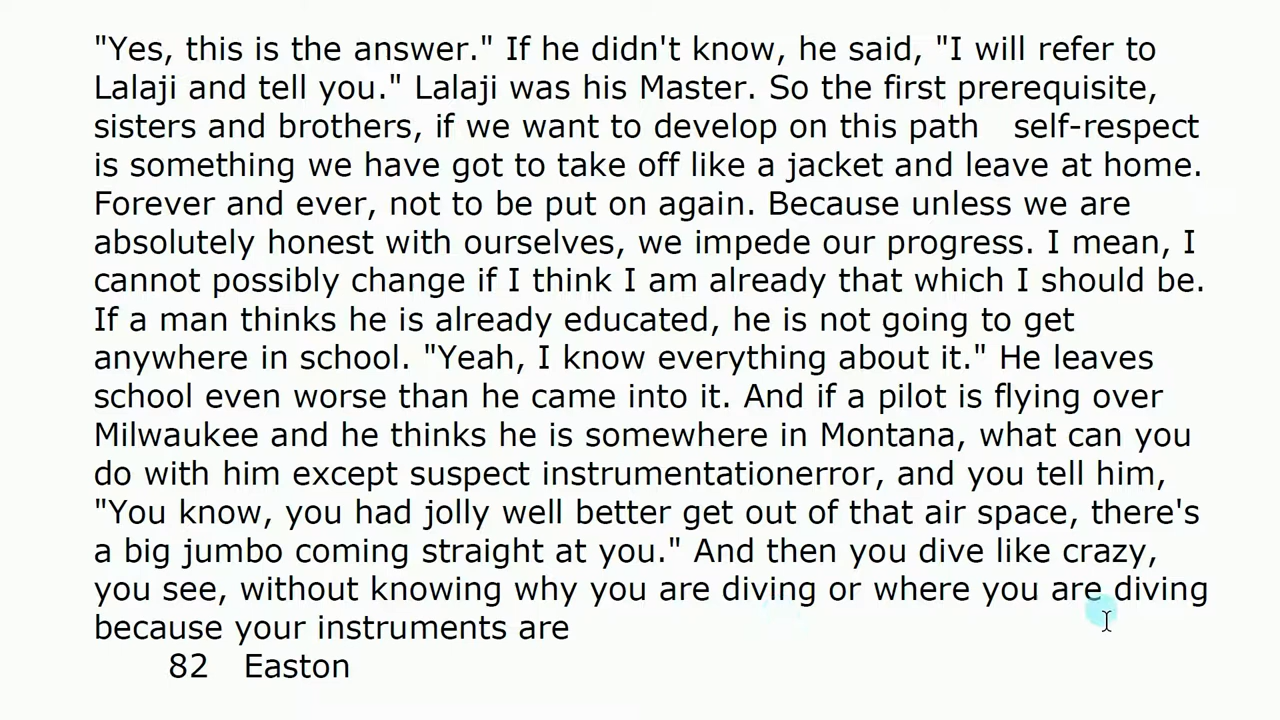 "Yes, this is the answer." If he didn't know, he said, "I will refer to
Lalaji and tell you." Lalaji was his Master. So the first prerequisite,
sisters and brothers, if we want to develop on this path   self-respect
is something we have got to take off like a jacket and leave at home.
Forever and ever, not to be put on again. Because unless we are
absolutely honest with ourselves, we impede our progress. I mean, I
cannot possibly change if I think I am already that which I should be.
If a man thinks he is already educated, he is not going to get
anywhere in school. "Yeah, I know everything about it." He leaves
school even worse than he came into it. And if a pilot is flying over
Milwaukee and he thinks he is somewhere in Montana, what can you
do with him except suspect instrumentationerror, and you tell him,
"You know, you had jolly well better get out of that air space, there's
a big jumbo coming straight at you." And then you dive like crazy,
you see, without knowing why you are diving or where you are diving
because your instruments are
82   Easton